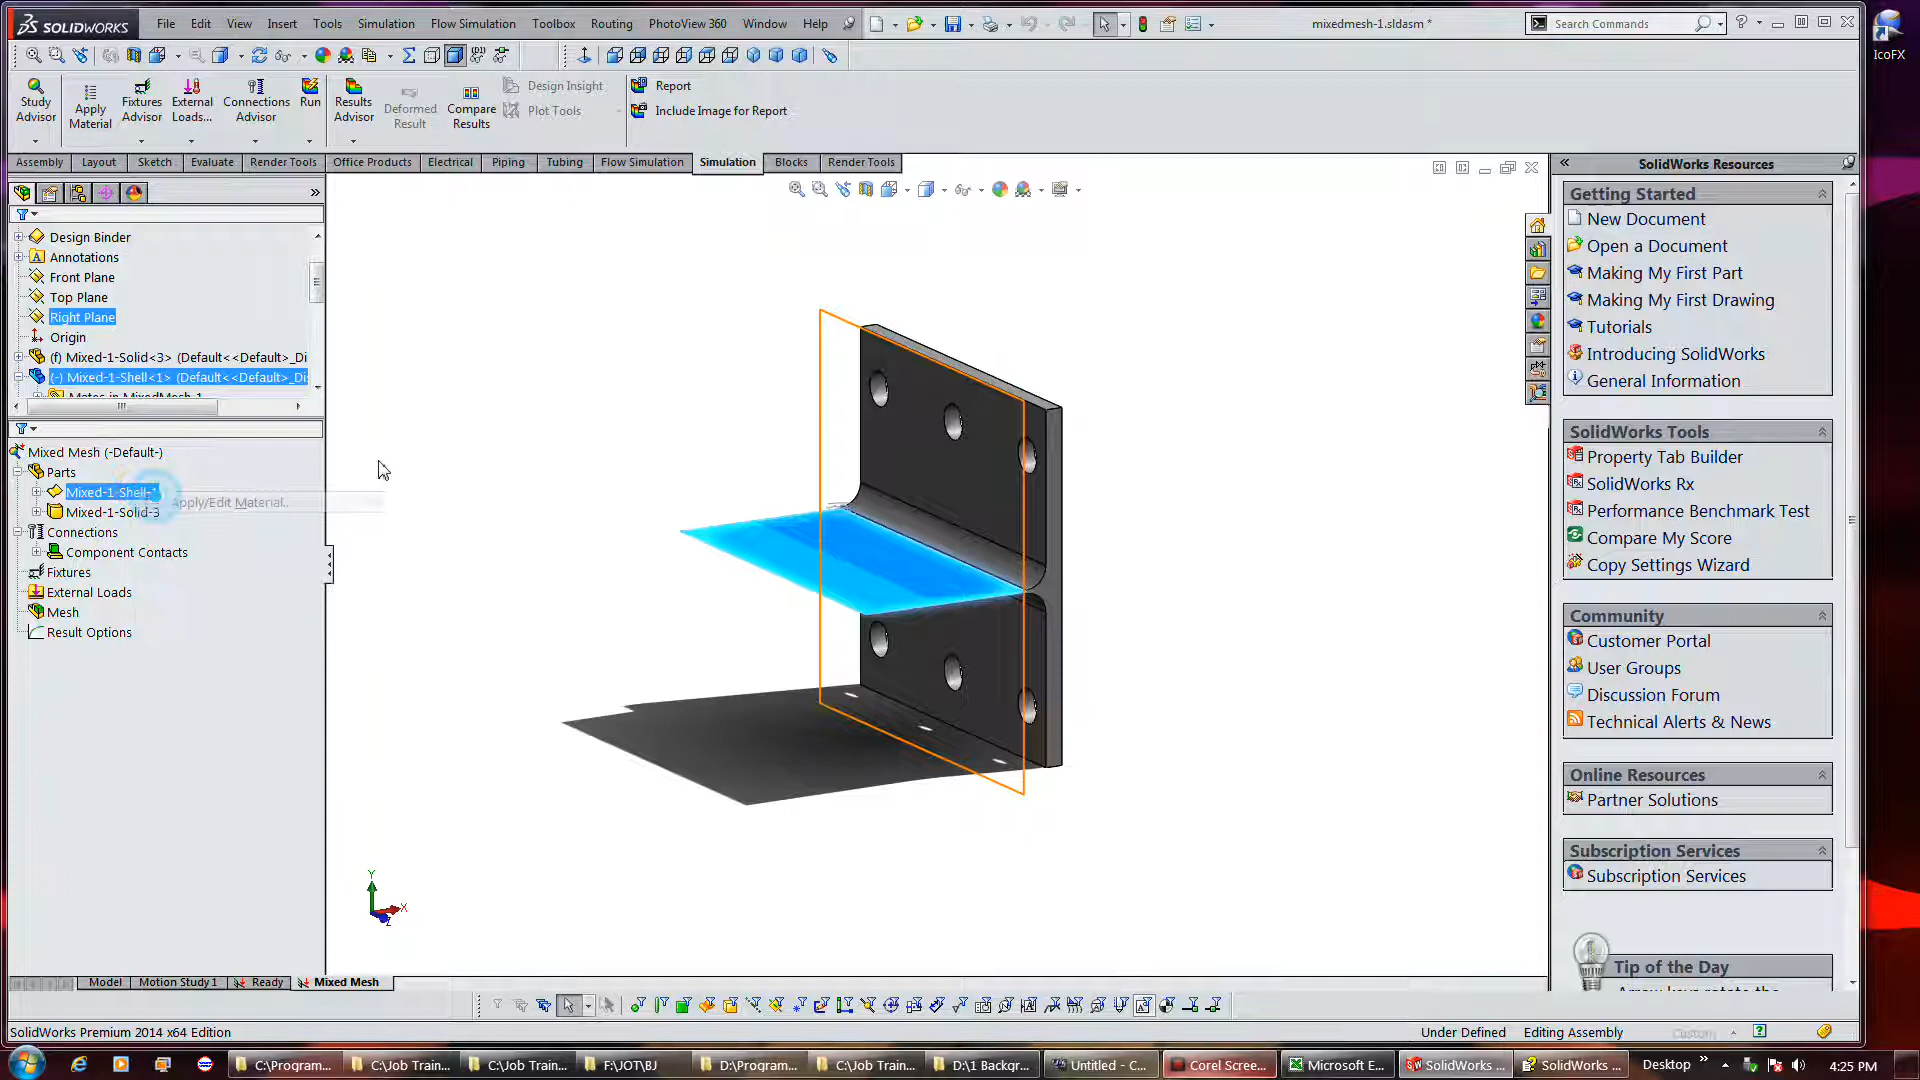 SOLIDWORKS File Edit View Insert Tools Simulation Flow Simulation Toolbox Routing PhotoView 360 Window Help mixedmesh-1.sldasm * Search Commands
IcoFX
Study Advisor
Apply Material
Fixtures Advisor
External Loads...
Connections Advisor
Run
Results Advisor
Deformed Result
Compare Results
Design Insight
Plot Tools
Report
Include Image for Report
Assembly Layout Sketch Evaluate Render Tools Office Products Electrical Piping Tubing Flow Simulation Simulation Blocks Render Tools
Design Binder
Annotations
Front Plane
Top Plane
Right Plane
Origin
(f) Mixed-1-Solid<3> (Default<<Default>_Di
(-) Mixed-1-Shell<1> (Default<<Default>_Di
Mates in MixedMesh-1
Mixed Mesh (-Default-)
Parts
Mixed-1-Shell-1
Apply/Edit Material...
Mixed-1-Solid-3
Connections
Component Contacts
Fixtures
External Loads
Mesh
Result Options
Y
X
Z
SolidWorks Resources
Getting Started
New Document
Open a Document
Making My First Part
Making My First Drawing
Tutorials
Introducing SolidWorks
General Information
SolidWorks Tools
Property Tab Builder
SolidWorks Rx
Performance Benchmark Test
Compare My Score
Copy Settings Wizard
Community
Customer Portal
User Groups
Discussion Forum
Technical Alerts & News
Online Resources
Partner Solutions
Subscription Services
Subscription Services
Tip of the Day
Arrow keys rotate the
Model Motion Study 1 Ready Mixed Mesh
SolidWorks Premium 2014 x64 Edition Under Defined Editing Assembly Custom
C:\Program... C:\Job Train... C:\Job Train... F:\JOT\BJ D:\Program... C:\Job Train... D:\1 Backgr... Untitled - C... Corel Scree... Microsoft E... SolidWorks ... SolidWorks ... Desktop 4:25 PM